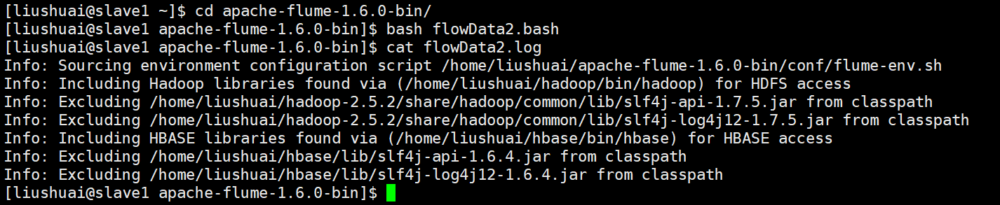 [liushuai@slave1 ~]$ cd apache-flume-1.6.0-bin/
[liushuai@slave1 apache-flume-1.6.0-bin]$ bash flowData2.bash
[liushuai@slave1 apache-flume-1.6.0-bin]$ cat flowData2.log
Info: Sourcing environment configuration script /home/liushuai/apache-flume-1.6.0-bin/conf/flume-env.sh
Info: Including Hadoop libraries found via (/home/liushuai/hadoop/bin/hadoop) for HDFS access
Info: Excluding /home/liushuai/hadoop-2.5.2/share/hadoop/common/lib/slf4j-api-1.7.5.jar from classpath
Info: Excluding /home/liushuai/hadoop-2.5.2/share/hadoop/common/lib/slf4j-log4j12-1.7.5.jar from classpath
Info: Including HBASE libraries found via (/home/liushuai/hbase/bin/hbase) for HBASE access
Info: Excluding /home/liushuai/hbase/lib/slf4j-api-1.6.4.jar from classpath
Info: Excluding /home/liushuai/hbase/lib/slf4j-log4j12-1.6.4.jar from classpath
[liushuai@slave1 apache-flume-1.6.0-bin]$